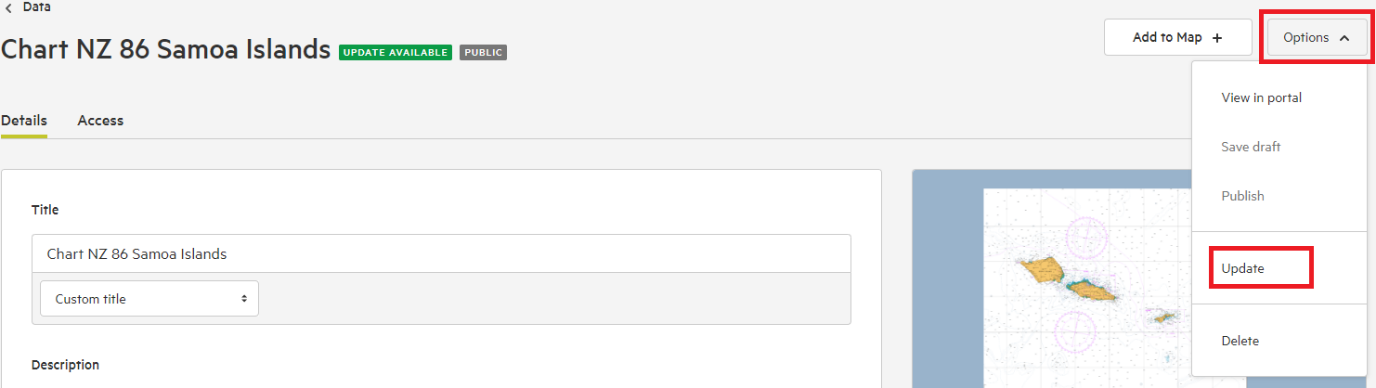 Data
Chart NZ 86 Samoa Islands UPDATE AVAILABLE PUBLIC
Add to Map +
Options
Details Access
View in portal
Save draft
Publish
Update
Delete
Title
Chart NZ 86 Samoa Islands
Custom title
Description